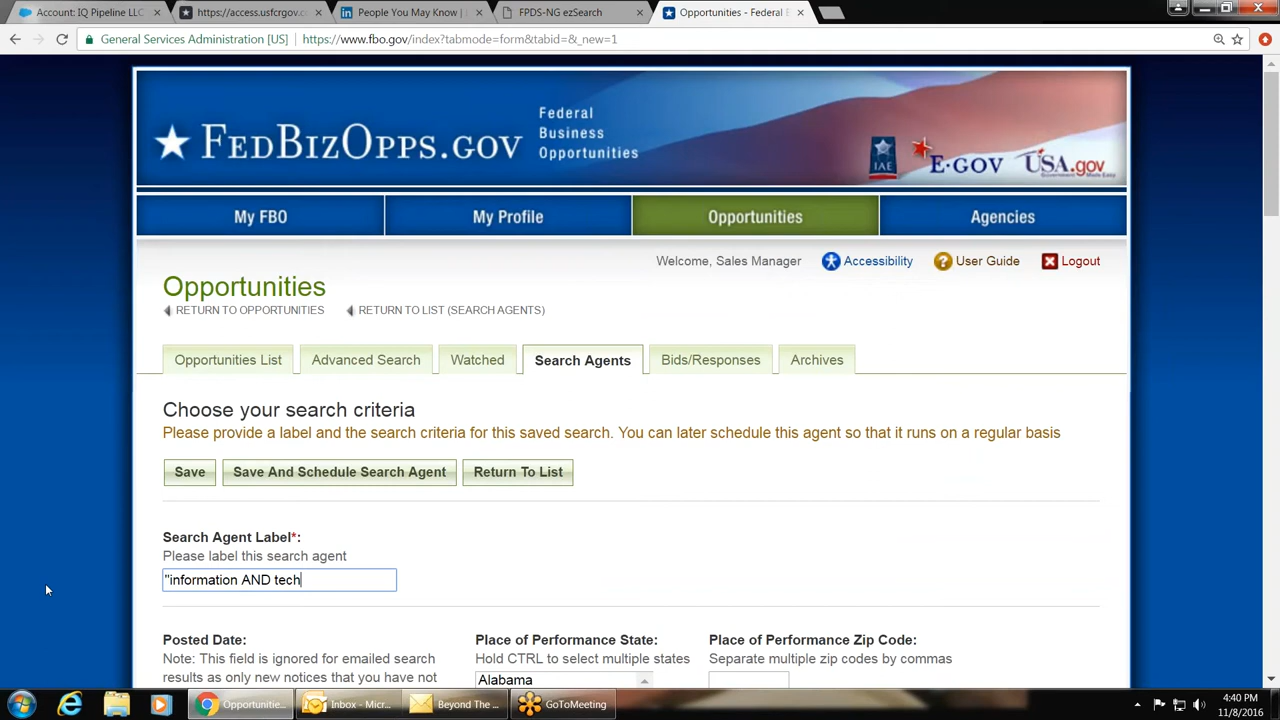 Account: IQ Pipeline LLC
https://access.usfcrgov.c
People You May Know | L
FPDS-NG ezSearch
Opportunities - Federal B
General Services Administration [US]
https://www.fbo.gov/index?tabmode=form&tabid=&_new=1
FEDBIZOPPS.GOV
Federal
Business
Opportunities
IAE
E-GOV
USA.gov
My FBO
My Profile
Opportunities
Agencies
Welcome, Sales Manager
Accessibility
User Guide
Logout
Opportunities
RETURN TO OPPORTUNITIES
RETURN TO LIST (SEARCH AGENTS)
Opportunities List
Advanced Search
Watched
Search Agents
Bids/Responses
Archives
Choose your search criteria
Please provide a label and the search criteria for this saved search. You can later schedule this agent so that it runs on a regular basis
Save
Save And Schedule Search Agent
Return To List
Search Agent Label*:
Please label this search agent
"information AND tech
Posted Date:
Note: This field is ignored for emailed search
results as only new notices that you have not
Place of Performance State:
Hold CTRL to select multiple states
Alabama
Place of Performance Zip Code:
Separate multiple zip codes by commas
Opportunitie...
Inbox - Micr...
Beyond The ...
GoToMeeting
4:40 PM
11/8/2016